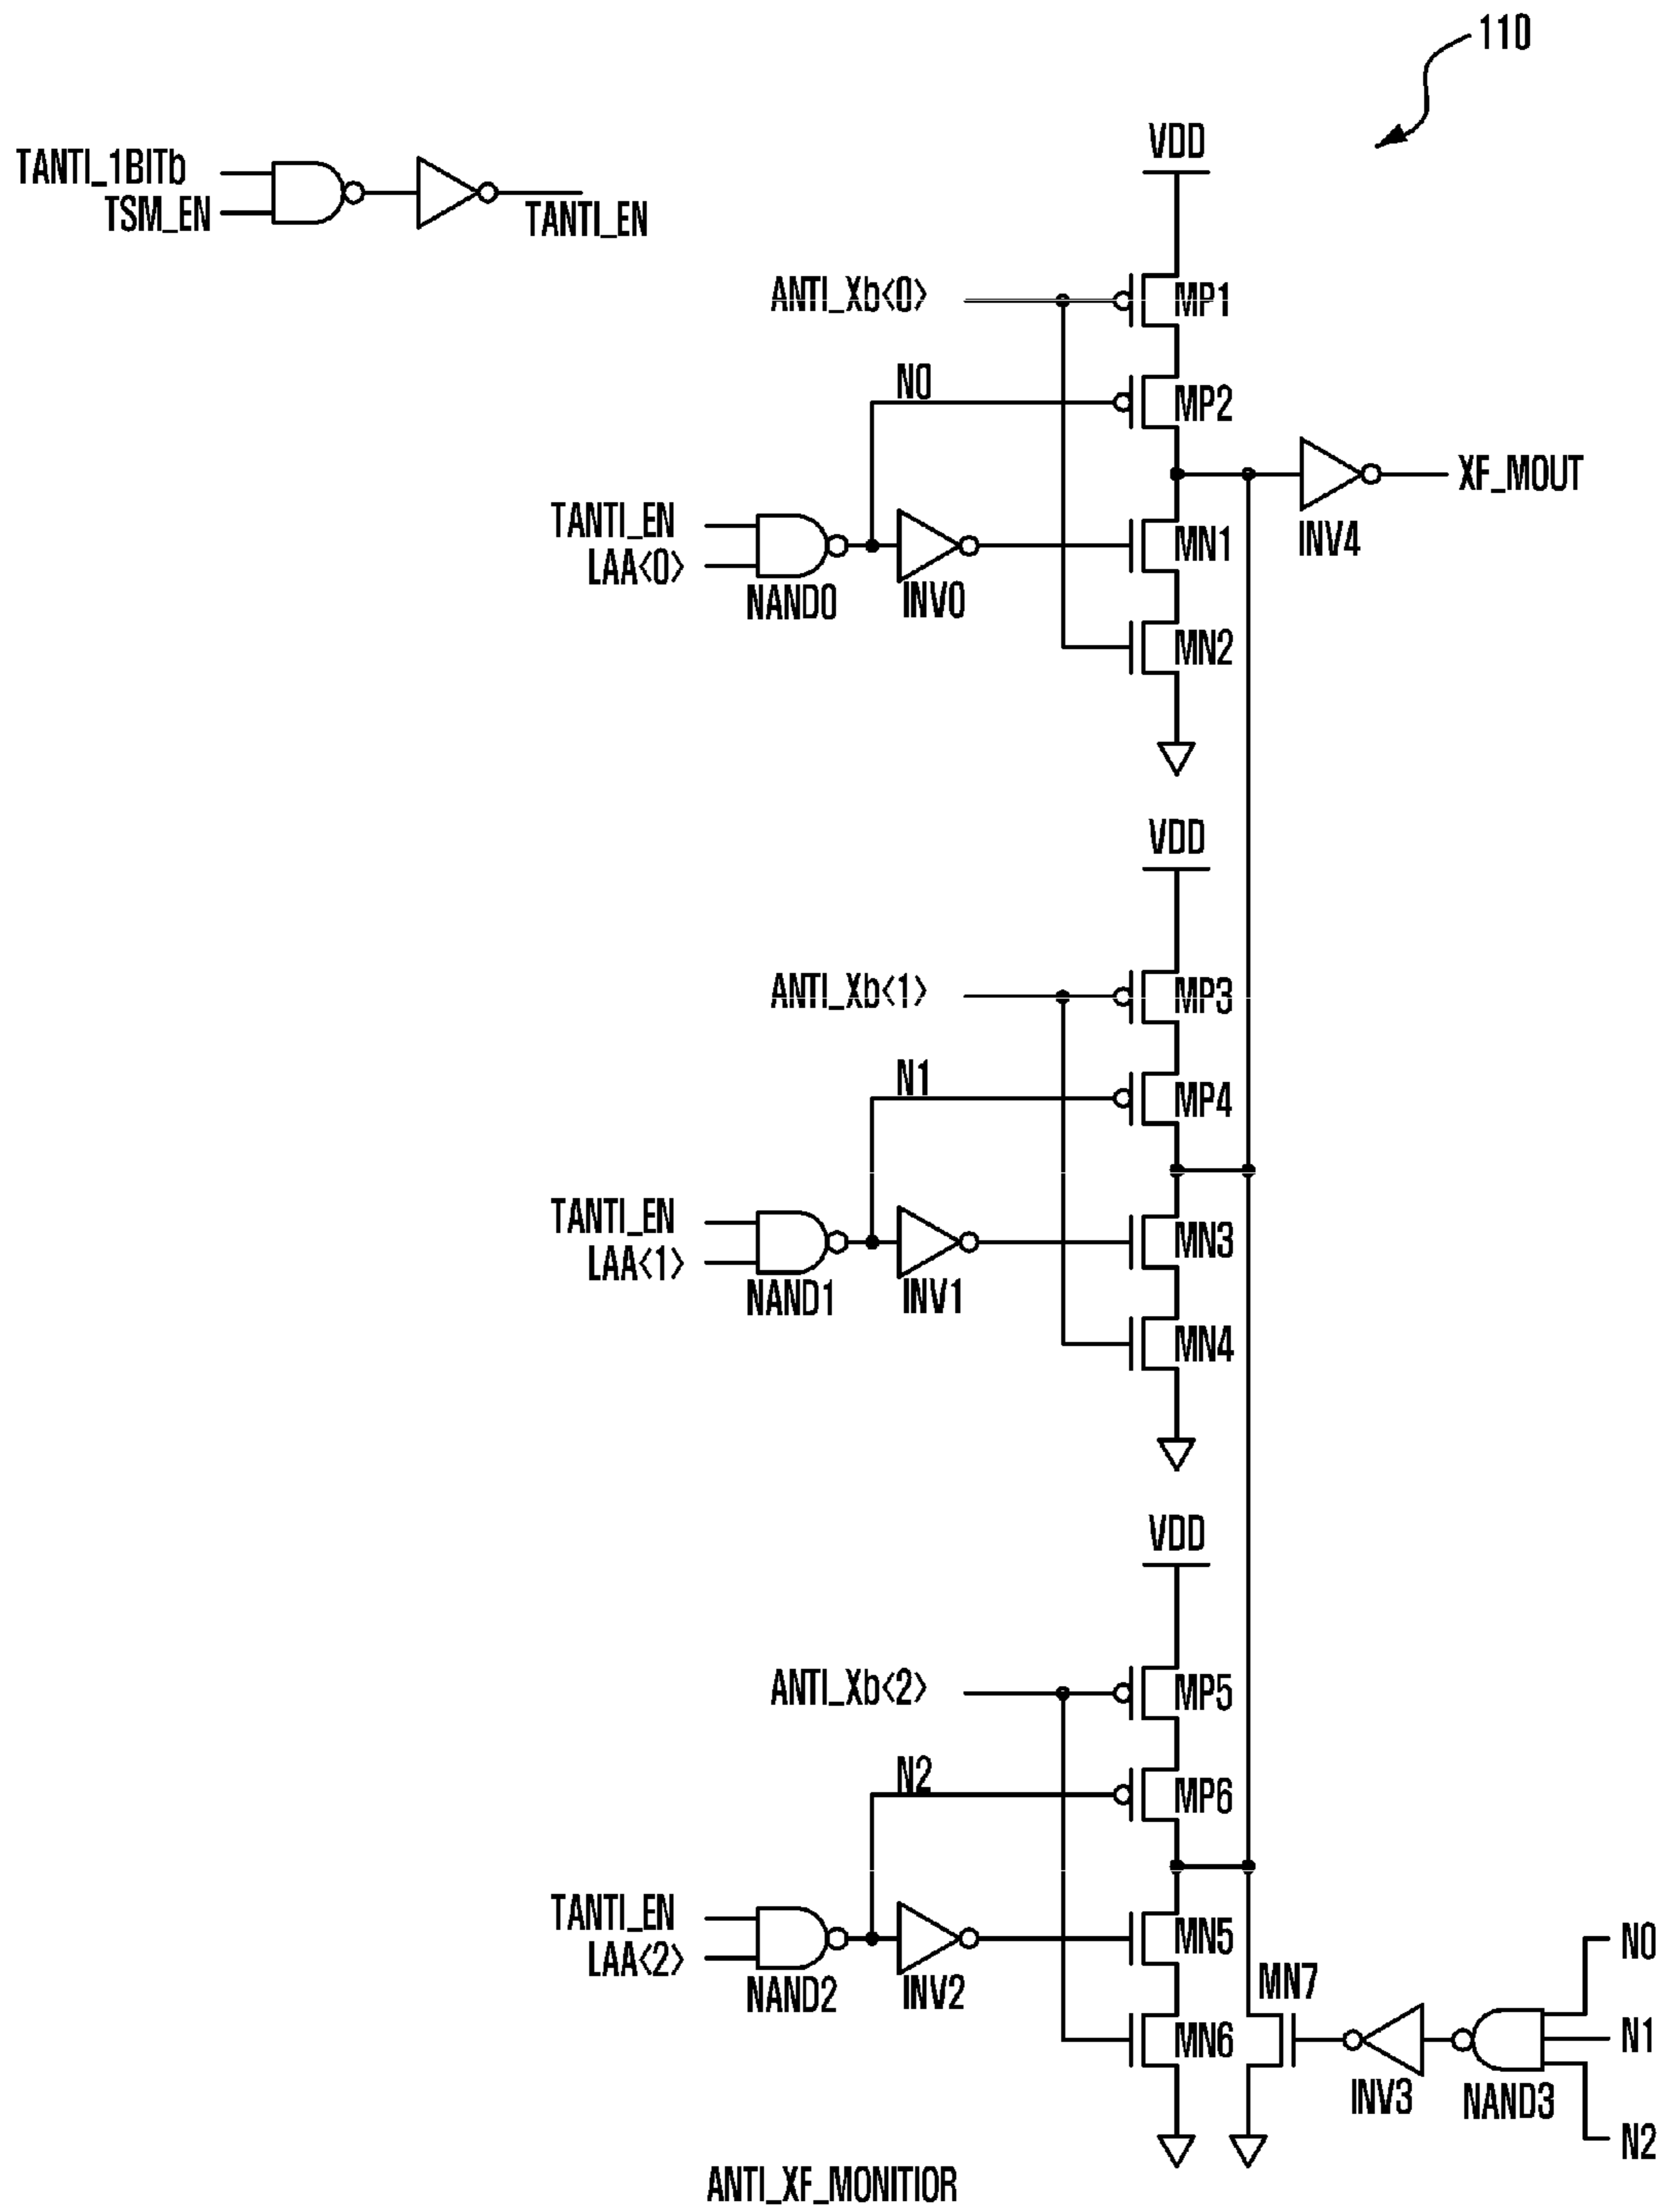 110
TANTI_1BITb
TSM_EN
TANTI_EN
VDD
ANTI_Xb<0>
MP1
N0
MP2
XF_MOUT
INV4
TANTI_EN
LAA<0>
NAND0
INV0
MN1
MN2
VDD
ANTI_Xb<1>
MP3
N1
MP4
TANTI_EN
LAA<1>
NAND1
INV1
MN3
MN4
VDD
ANTI_Xb<2>
MP5
N2
MP6
TANTI_EN
LAA<2>
NAND2
INV2
MN5
MN6
MN7
INV3
NAND3
N0
N1
N2
ANTI_XF_MONITIOR